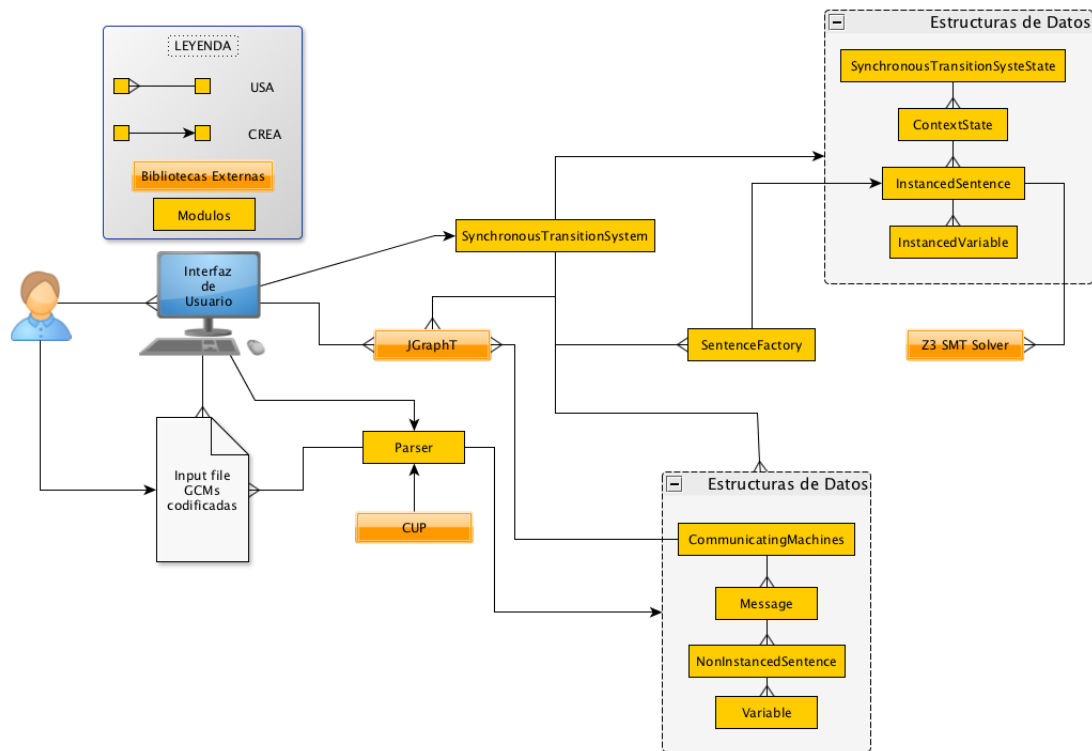 LEYENDA
USA
CREA
Bibliotecas Externas
Modulos
Estructuras de Datos
SynchronousTransitionSysteState
ContextState
InstancedSentence
InstancedVariable
SynchronousTransitionSystem
Interfaz
de
Usuario
JGraphT
SentenceFactory
Z3 SMT Solver
Parser
Input file
GCMs
codificadas
CUP
Estructuras de Datos
CommunicatingMachines
Message
NonInstancedSentence
Variable